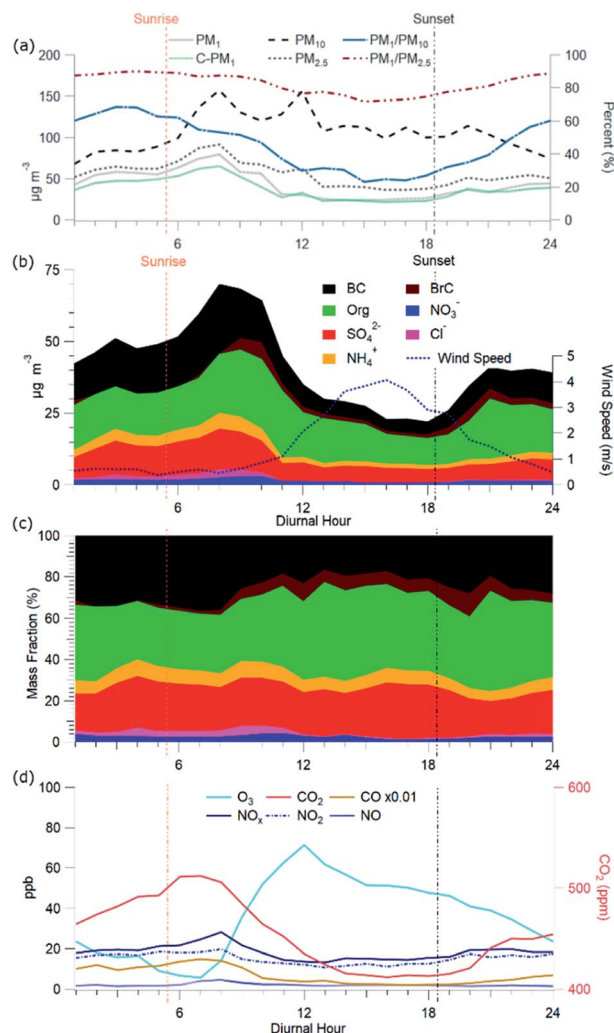 (a)
Sunrise
Sunset
PM₁ PM₁₀ PM₁/PM₁₀
C-PM₁ PM₂.₅ PM₁/PM₂.₅
200
150
100
50
0
µg m⁻³
100
80
60
40
20
0
Percent (%)
6 12 18 24
(b)
Sunrise
Sunset
75
50
25
0
µg m⁻³
BC BrC
Org NO₃⁻
SO₄²⁻ Cl⁻
NH₄⁺ Wind Speed
5
4
3
2
1
0
Wind Speed (m/s)
6 12 18 24
Diurnal Hour
(c)
100
80
60
40
20
0
Mass Fraction (%)
6 12 18 24
(d)
100
80
60
40
20
0
ppb
O₃ CO₂ CO x0.01
NOₓ NO₂ NO
600
500
400
CO₂ (ppm)
6 12 18 24
Diurnal Hour